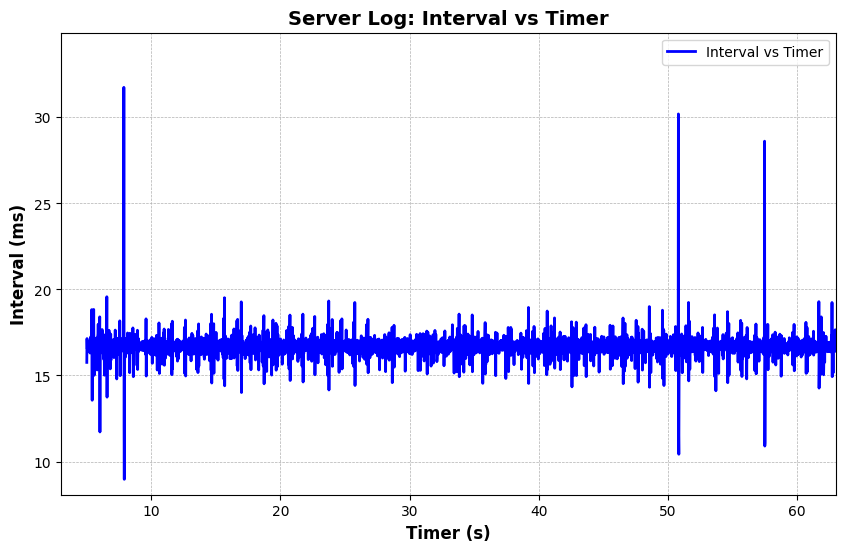 Server Log: Interval vs Timer
Interval vs Timer
Interval (ms)
30
25
20
15
10
10 20 30 40 50 60
Timer (s)